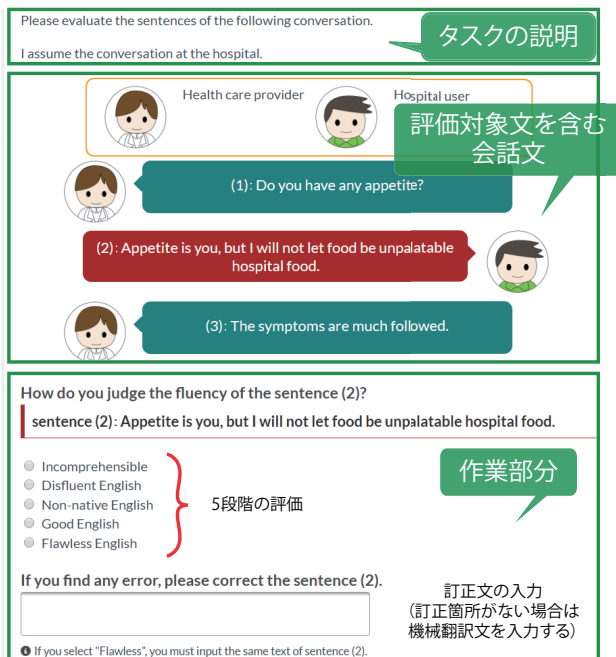 Please evaluate the sentences of the following conversation.
I assume the conversation at the hospital.
タスクの説明
Health care provider
Hospital user
評価対象文を含む
会話文
(1): Do you have any appetite?
(2): Appetite is you, but I will not let food be unpalatable
hospital food.
(3): The symptoms are much followed.
How do you judge the fluency of the sentence (2)?
sentence (2): Appetite is you, but I will not let food be unpalatable hospital food.
作業部分
Incomprehensible
Disfluent English
Non-native English
Good English
Flawless English
5段階の評価
If you find any error, please correct the sentence (2).
訂正文の入力
(訂正箇所がない場合は
機械翻訳文を入力する)
If you select "Flawless", you must input the same text of sentence (2).